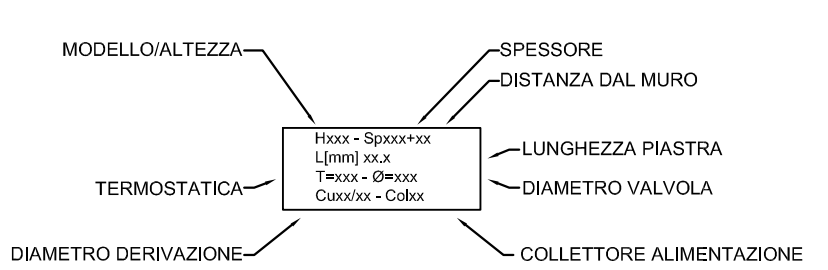 MODELLO/ALTEZZA
SPESSORE
DISTANZA DAL MURO
Hxxx - Spxxx+xx
L[mm] xx.x
T=xxx - Ø=xxx
Cuxx/xx - Colxx
LUNGHEZZA PIASTRA
TERMOSTATICA
DIAMETRO VALVOLA
DIAMETRO DERIVAZIONE
COLLETTORE ALIMENTAZIONE